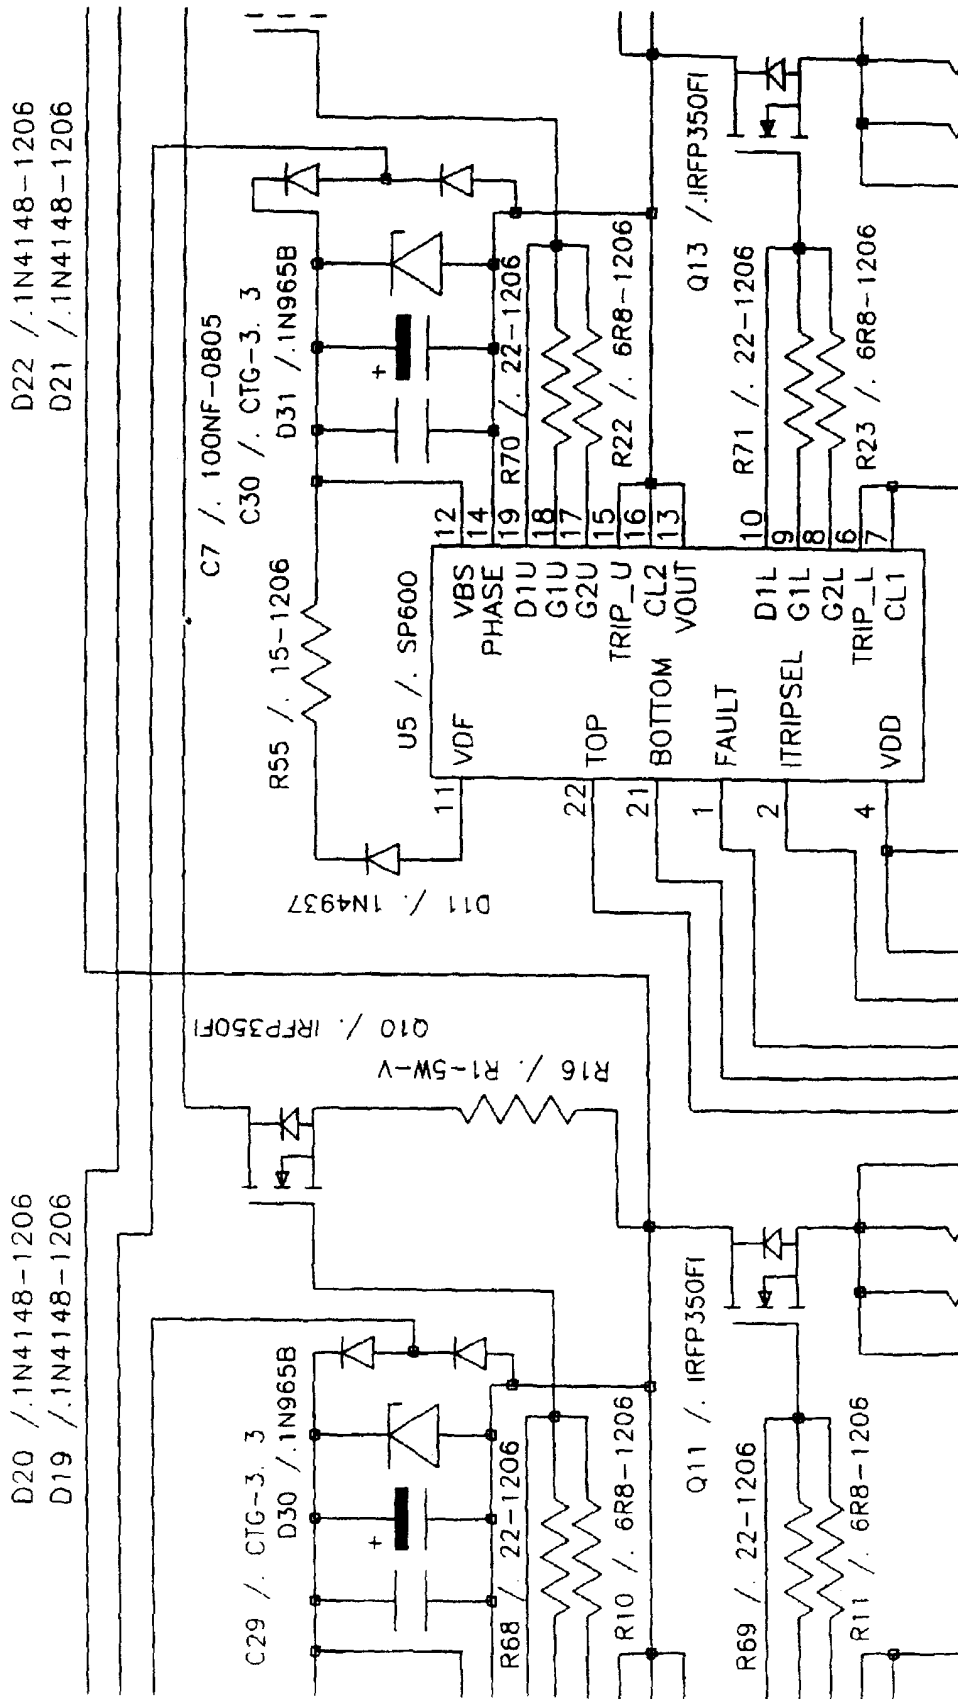 D22 /.1N4148-1206
D21 /.1N4148-1206
C7 /. 100NF-0805
C30 /. CTG-3. 3
D31 /.1N965B
R70 /. 22-1206
R22 /. 6R8-1206
Q13 /.IRFP350FI
R71 /. 22-1206
R23 /. 6R8-1206
R55 /. 15-1206
U5 /. SP600
12
14
19
18
17
15
16
13
10
9
8
6
7
VBS
PHASE
D1U
G1U
G2U
TRIP_U
CL2
VOUT
D1L
G1L
G2L
TRIP_L
CL1
VDF
TOP
BOTTOM
FAULT
ITRIPSEL
VDD
11
22
21
1
2
4
D11 /. 1N4937
Q10 /. IRFP350FI
R16 /. R1-5W-V
D20 /.1N4148-1206
D19 /.1N4148-1206
C29 /. CTG-3. 3
D30 /.1N965B
R68 /. 22-1206
R10 /. 6R8-1206
Q11 /. IRFP350FI
R69 /. 22-1206
R11 /. 6R8-1206
+
+